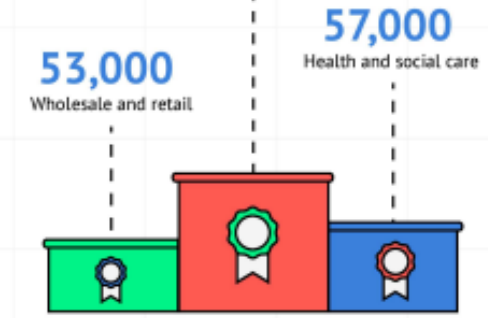 57,000
Health and social care
53,000
Wholesale and retail